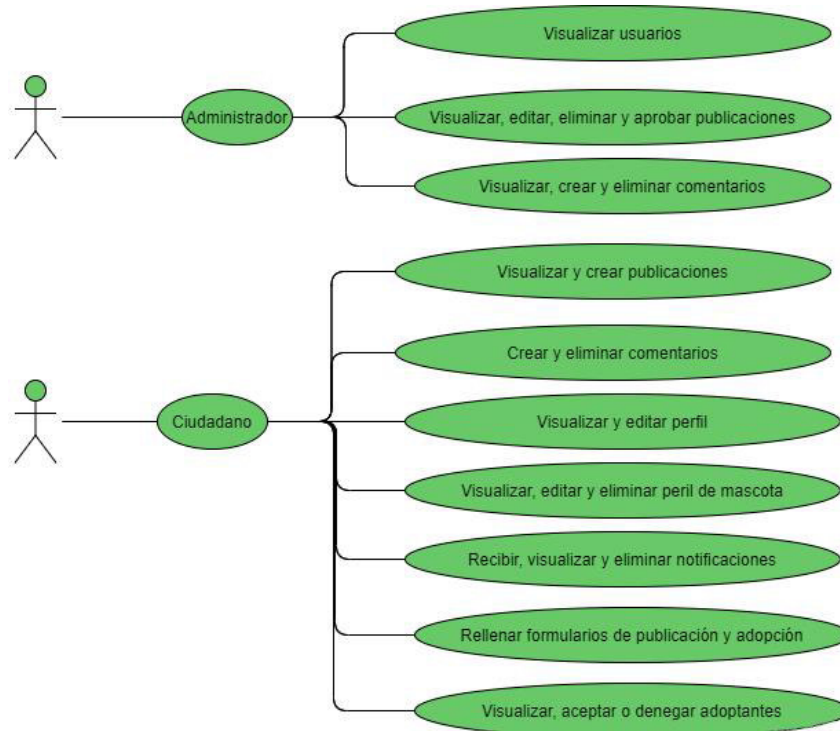 Visualizar usuarios
Administrador
Visualizar, editar, eliminar y aprobar publicaciones
Visualizar, crear y eliminar comentarios
Visualizar y crear publicaciones
Crear y eliminar comentarios
Ciudadano
Visualizar y editar perfil
Visualizar, editar y eliminar peril de mascota
Recibir, visualizar y eliminar notificaciones
Rellenar formularios de publicación y adopción
Visualizar, aceptar o denegar adoptantes